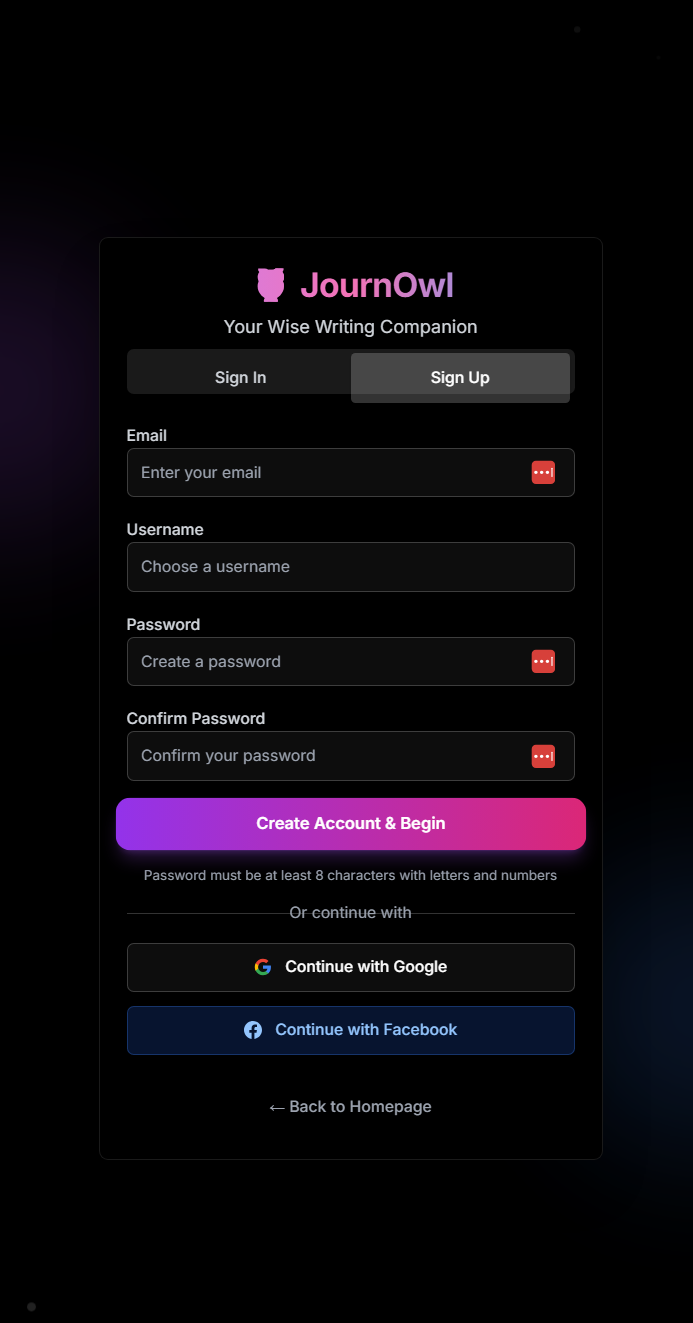 JournOwl
Your Wise Writing Companion
Sign In
Sign Up
Email
Enter your email
Username
Choose a username
Password
Create a password
Confirm Password
Confirm your password
Create Account & Begin
Password must be at least 8 characters with letters and numbers
Or continue with
Continue with Google
Continue with Facebook
← Back to Homepage